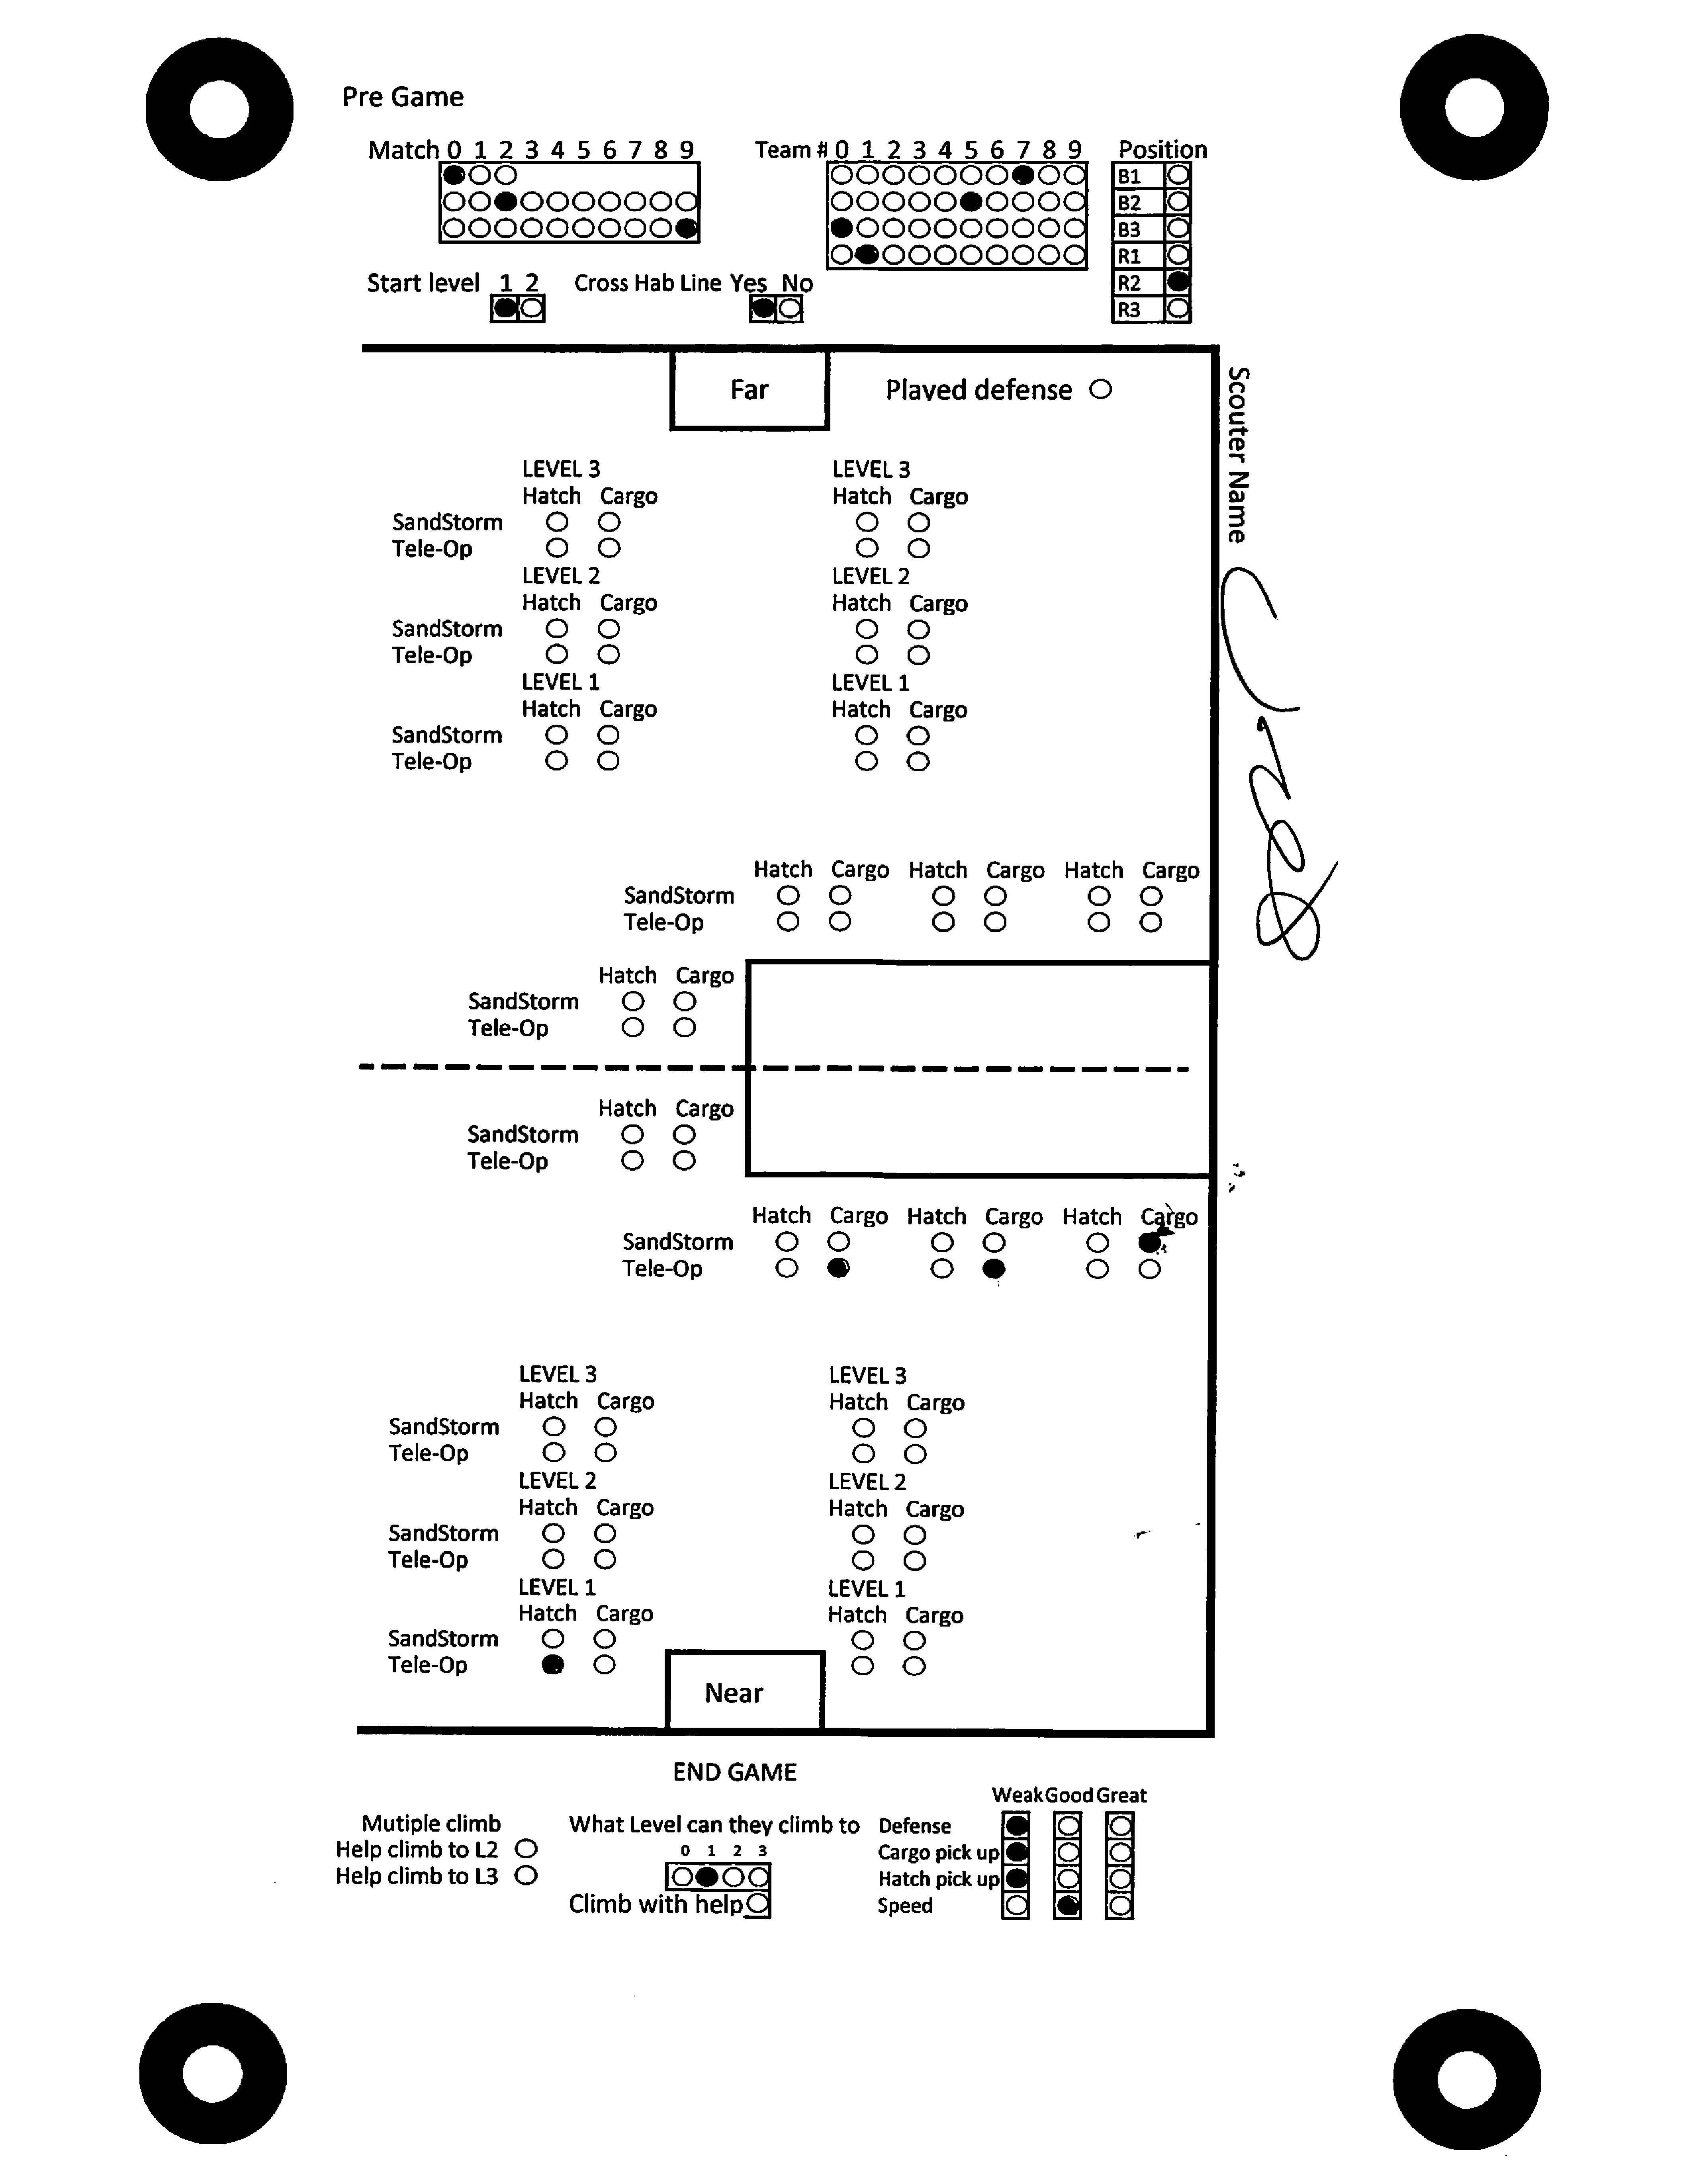 Pre Game
Match 0 1 2 3 4 5 6 7 8 9
Team # 0 1 2 3 4 5 6 7 8 9
Position
B1
B2
B3
R1
R2
R3
Start level 1 2
Cross Hab Line Yes No
Far
Plaved defense
Scouter Name
LEVEL 3 LEVEL 3
Hatch Cargo Hatch Cargo
SandStorm
Tele-Op
LEVEL 2 LEVEL 2
Hatch Cargo Hatch Cargo
SandStorm
Tele-Op
LEVEL 1 LEVEL 1
Hatch Cargo Hatch Cargo
SandStorm
Tele-Op
Hatch Cargo Hatch Cargo Hatch Cargo
SandStorm
Tele-Op
Hatch Cargo
SandStorm
Tele-Op
Hatch Cargo
SandStorm
Tele-Op
Hatch Cargo Hatch Cargo Hatch Cargo
SandStorm
Tele-Op
LEVEL 3 LEVEL 3
Hatch Cargo Hatch Cargo
SandStorm
Tele-Op
LEVEL 2 LEVEL 2
Hatch Cargo Hatch Cargo
SandStorm
Tele-Op
LEVEL 1 LEVEL 1
Hatch Cargo Hatch Cargo
SandStorm
Tele-Op
Near
END GAME
Mutiple climb
Help climb to L2
Help climb to L3
What Level can they climb to
0 1 2 3
Climb with help
Weak Good Great
Defense
Cargo pick up
Hatch pick up
Speed